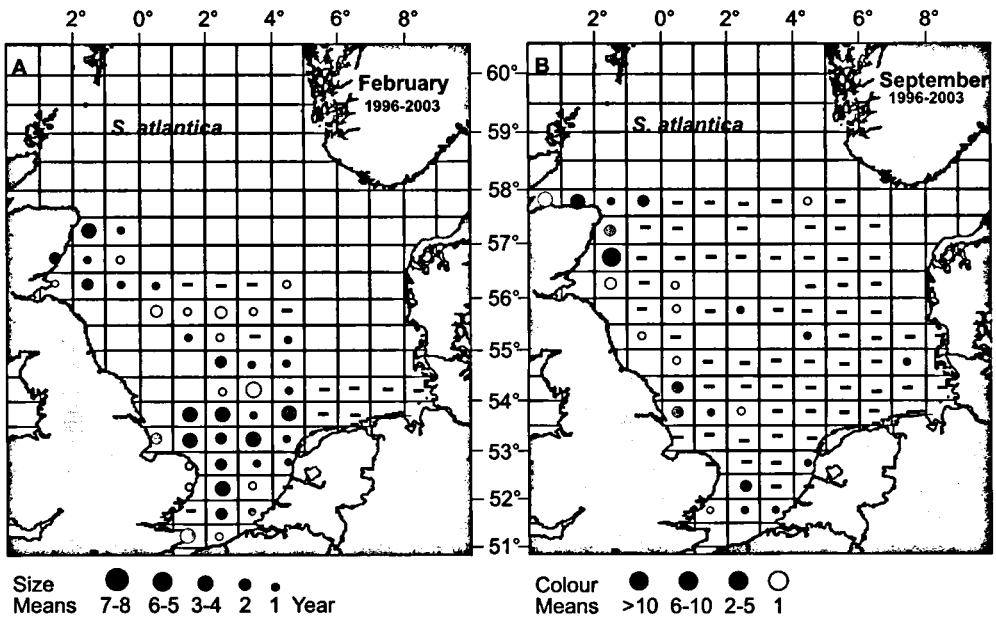 2° 0° 2° 4° 6° 8° 2° 0° 2° 4° 6° 8°
A February 60° B September
1996-2003 1996-2003
S. atlantica 59° S. atlantica
58°
57°
56°
55°
54°
53°
52°
51°
Size Colour
Means 7-8 6-5 3-4 2 1 Year Means >10 6-10 2-5 1